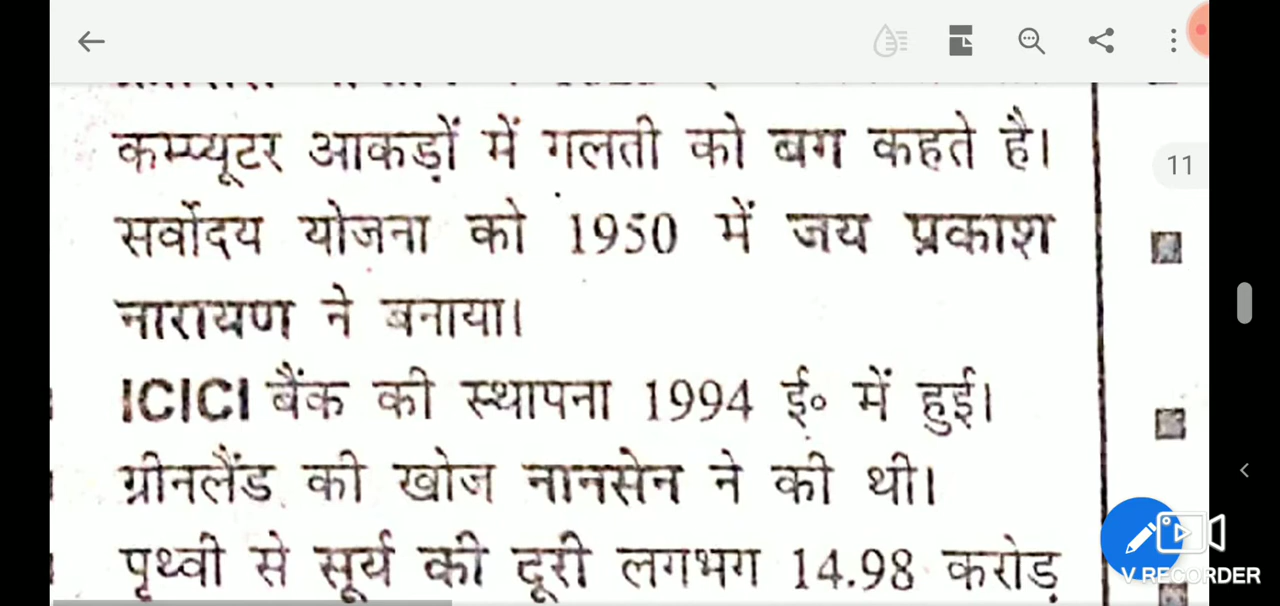 11
कम्प्यूटर आकड़ों में गलती को बग कहते है।
सर्वोदय योजना को 1950 में जय प्रकाश
नारायण ने बनाया।
ICICI बैंक की स्थापना 1994 ई० में हुई।
ग्रीनलैंड की खोज नानसेन ने की थी।
पृथ्वी से सूर्य की दूरी लगभग 14.98 करोड़
V RECORDER